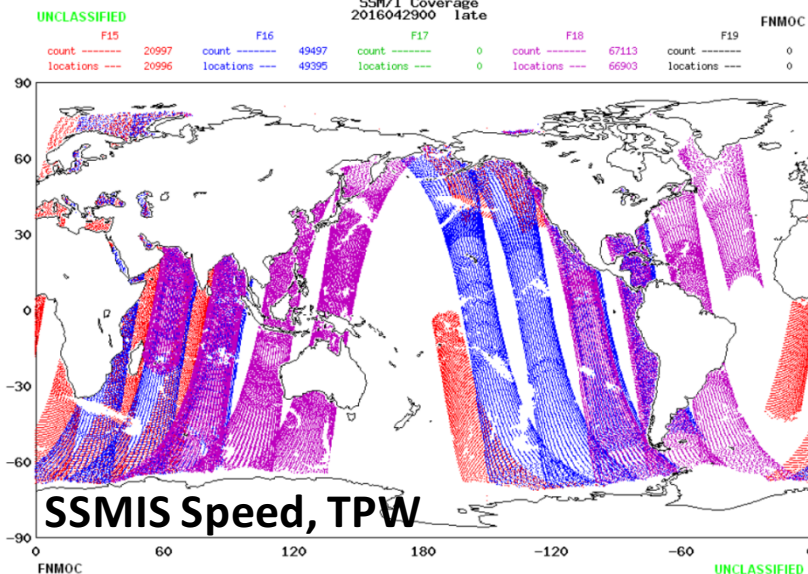 SSM/I Coverage
UNCLASSIFIED 2016042900 late FNMOC
F15 F16 F17 F18 F19
count ------- 20997 count ------- 49497 count ------- 0 count ------- 67113 count ------- 0
locations --- 20996 locations --- 49395 locations --- 0 locations --- 66903 locations --- 0
90
60
30
0
-30
-60
SSMIS Speed, TPW
-90
0 60 120 180 -120 -60
FNMOC UNCLASSIFIED